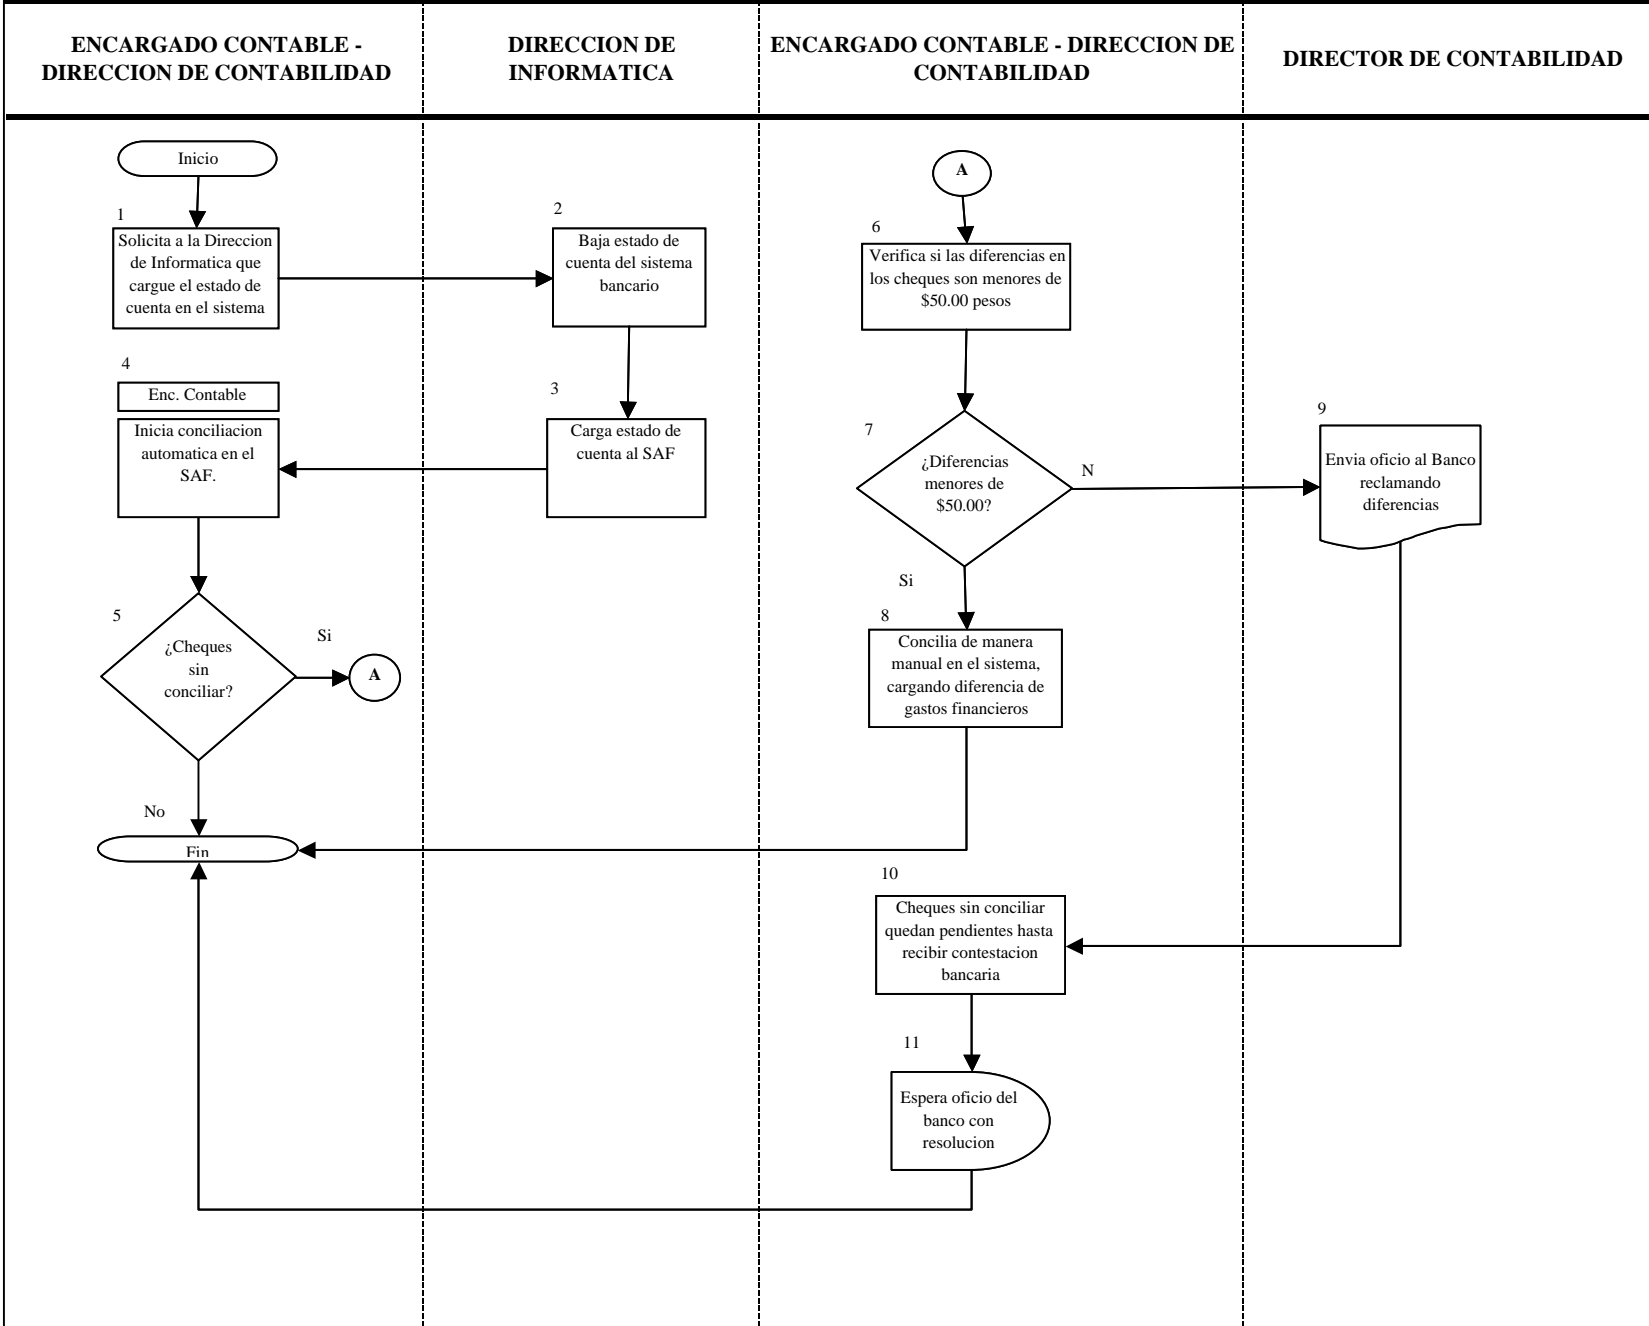 ENCARGADO CONTABLE -
DIRECCION DE CONTABILIDAD
DIRECCION DE
INFORMATICA
ENCARGADO CONTABLE - DIRECCION DE
CONTABILIDAD
DIRECTOR DE CONTABILIDAD
Inicio
1
Solicita a la Direccion
de Informatica que
cargue el estado de
cuenta en el sistema
2
Baja estado de
cuenta del sistema
bancario
3
Carga estado de
cuenta al SAF
4
Enc. Contable
Inicia conciliacion
automatica en el
SAF.
5
¿Cheques
sin
conciliar?
Si
A
No
Fin
A
6
Verifica si las diferencias en
los cheques son menores de
$50.00 pesos
7
¿Diferencias
menores de
$50.00?
N
Si
8
Concilia de manera
manual en el sistema,
cargando diferencia de
gastos financieros
9
Envia oficio al Banco
reclamando
diferencias
10
Cheques sin conciliar
quedan pendientes hasta
recibir contestacion
bancaria
11
Espera oficio del
banco con
resolucion